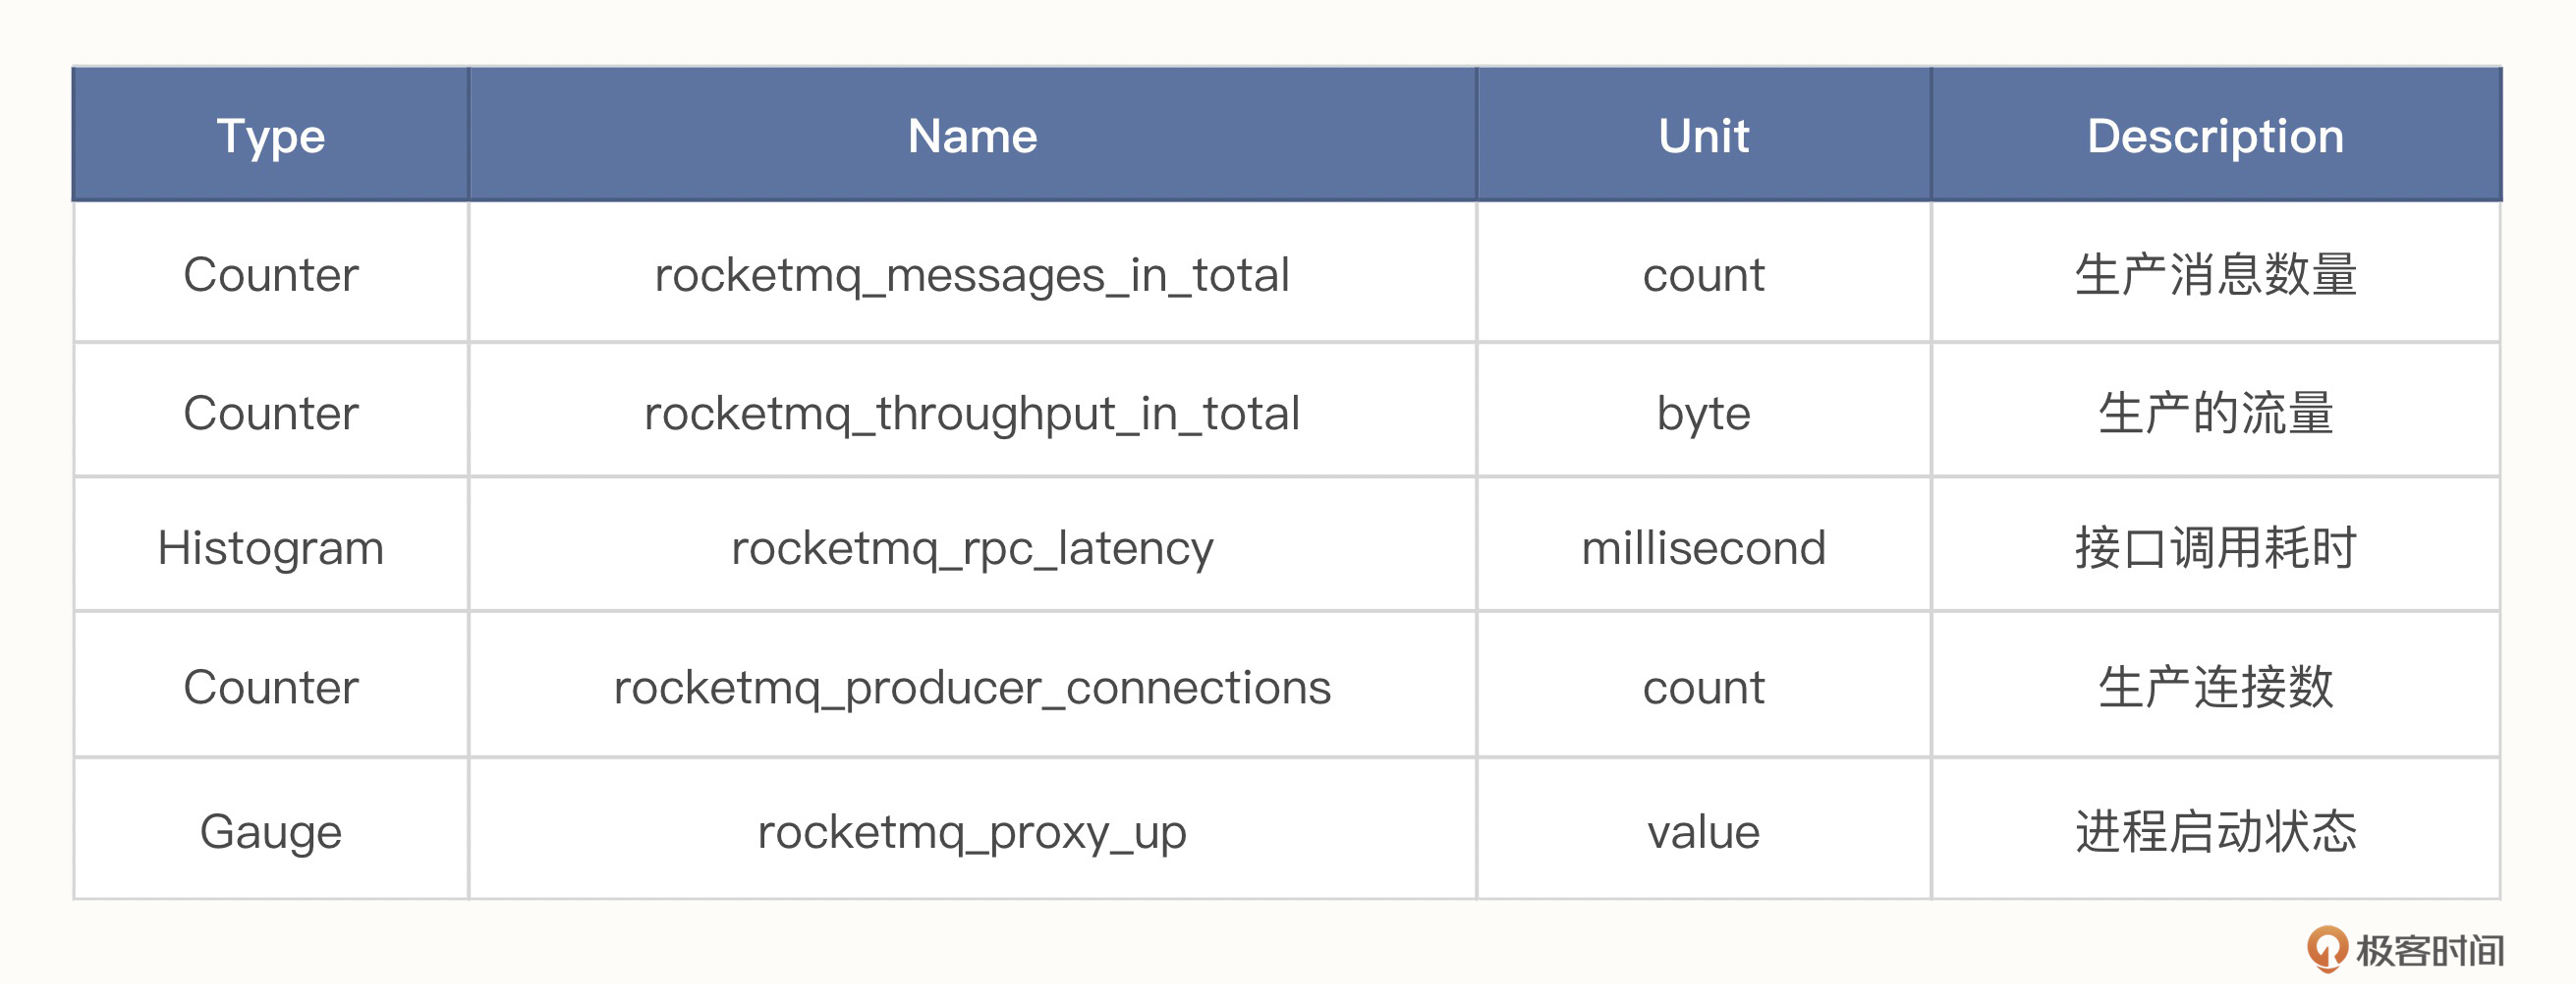 Type Name Unit Description
Counter rocketmq_messages_in_total count 生产消息数量
Counter rocketmq_throughput_in_total byte 生产的流量
Histogram rocketmq_rpc_latency millisecond 接口调用耗时
Counter rocketmq_producer_connections count 生产连接数
Gauge rocketmq_proxy_up value 进程启动状态
极客时间